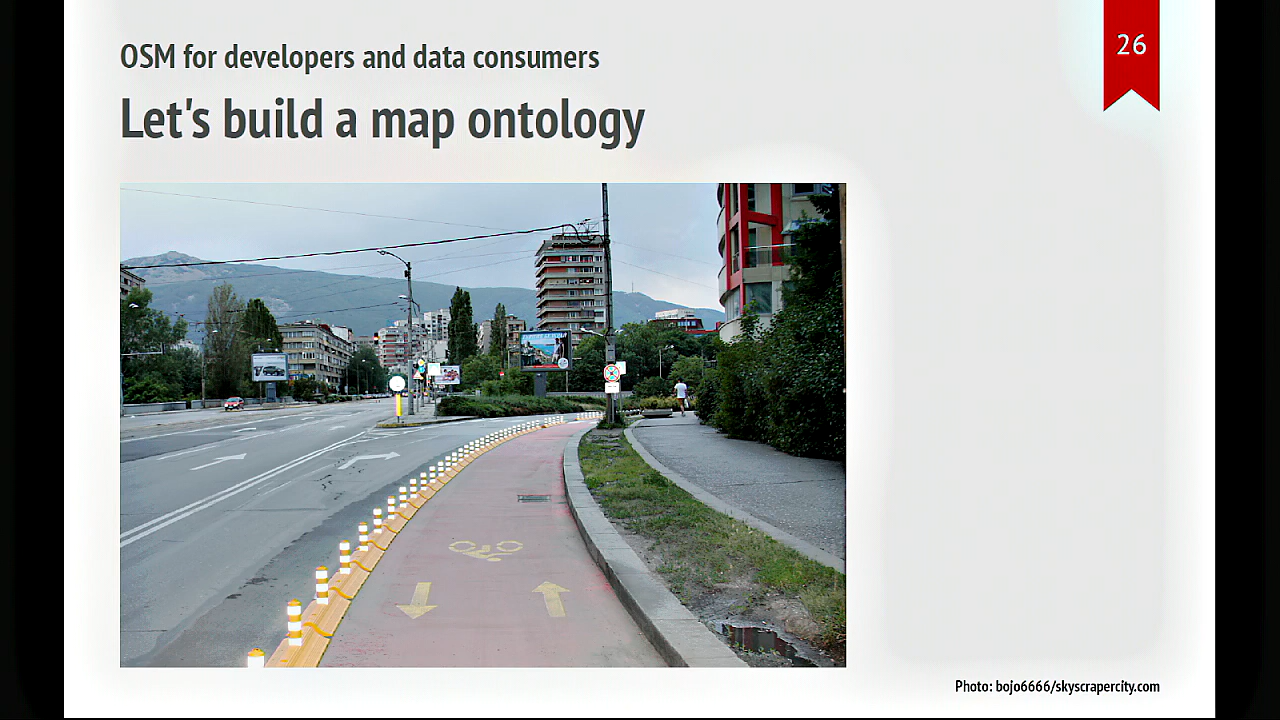 OSM for developers and data consumers
26
Let's build a map ontology
Photo: bojo6666/skyscrapercity.com